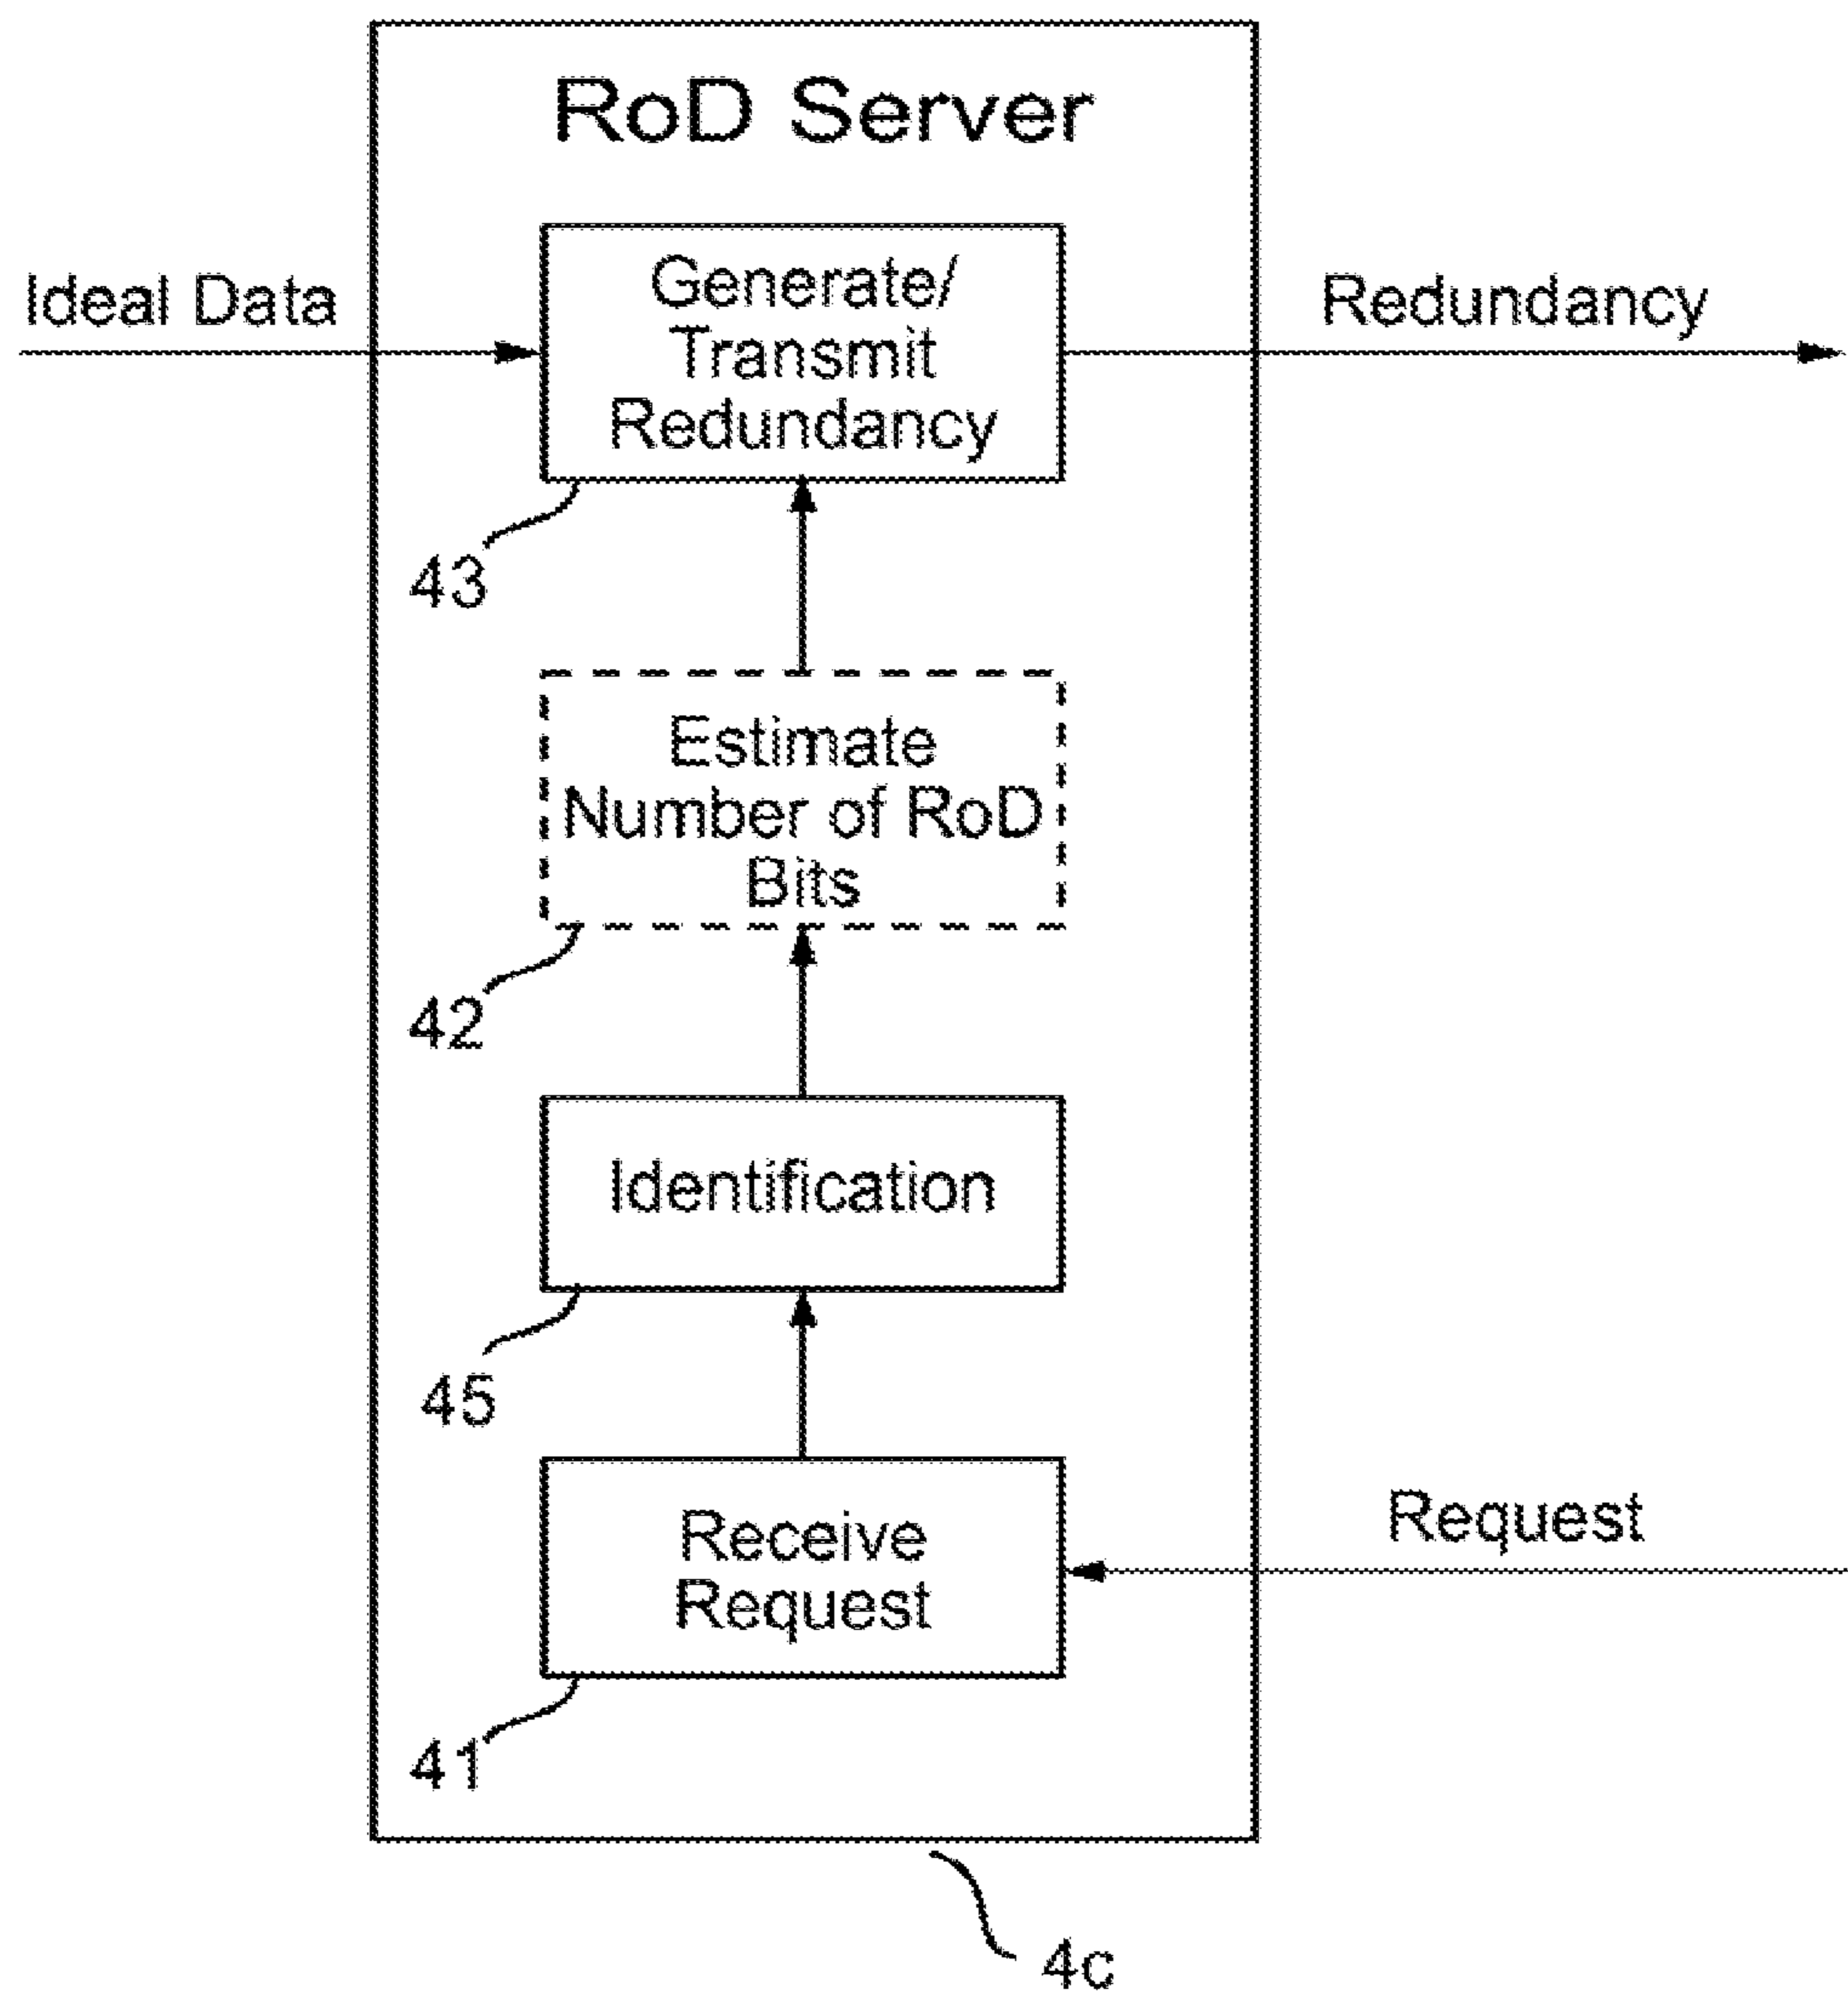 RoD Server
Ideal Data
Generate/
Transmit
Redundancy
Redundancy
43
Estimate
Number of RoD
Bits
42
Identification
45
Receive
Request
Request
41
4c